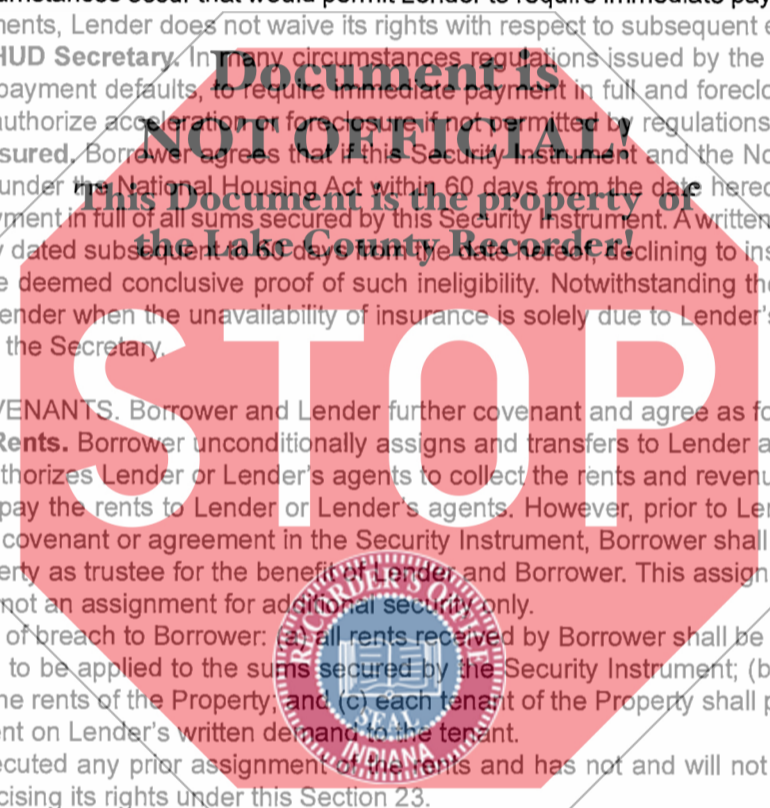 ments, Lender does not waive its rights with respect to subsequent e
HUD Secretary. In many circumstances regulations issued by the
payment defaults, to require immediate payment in full and foreclo
authorize acceleration or foreclosure if not permitted by regulations
sured. Borrower agrees that if this Security Instrument and the No
under the National Housing Act within 60 days from the date hereo
ment in full of all sums secured by this Security Instrument. A written
dated subsequent to 60 days from the date hereof, declining to ins
e deemed conclusive proof of such ineligibility. Notwithstanding the
ender when the unavailability of insurance is solely due to Lender's
the Secretary.
VENANTS. Borrower and Lender further covenant and agree as fo
Rents. Borrower unconditionally assigns and transfers to Lender a
thorizes Lender or Lender's agents to collect the rents and revenu
pay the rents to Lender or Lender's agents. However, prior to Len
covenant or agreement in the Security Instrument, Borrower shall
erty as trustee for the benefit of Lender and Borrower. This assign
not an assignment for additional security only.
of breach to Borrower: (a) all rents received by Borrower shall be
to be applied to the sums secured by the Security Instrument; (b
he rents of the Property; and (c) each tenant of the Property shall p
nt on Lender's written demand to the tenant.
ecuted any prior assignment of the rents and has not and will not
cising its rights under this Section 23.
Document is
NOT OFFICIAL!
This Document is the property of
the Lake County Recorder!
STOP
RECORDER'S OFFICE
SEAL
INDIANA